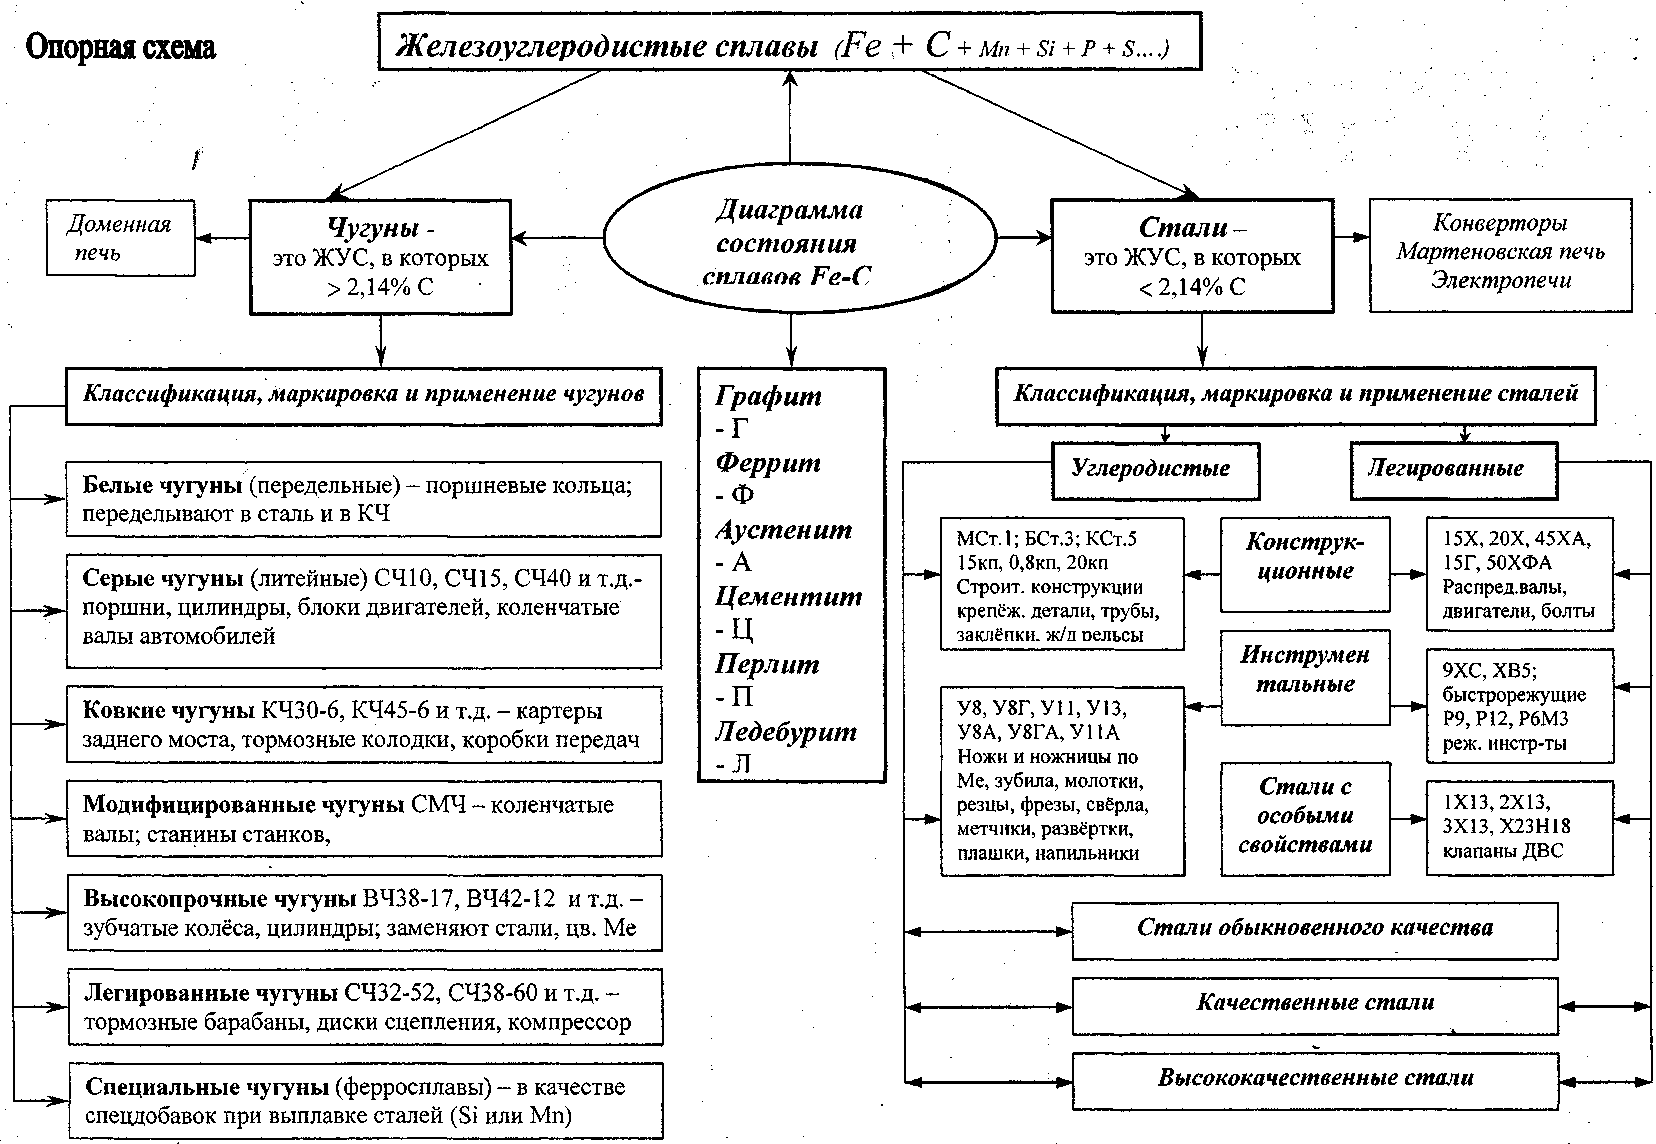 Опорная схема
Железоуглеродистые сплавы (Fe + C + Mn + Si + P + S....)
Доменная
печь
Чугуны -
это ЖУС, в которых
> 2,14% С
Диаграмма
состояния
сплавов Fe-C
Стали –
это ЖУС, в которых
< 2,14% С
Конверторы
Мартеновская печь
Электропечи
Классификация, маркировка и применение чугунов
Белые чугуны (передельные) – поршневые кольца;
переделывают в сталь и в КЧ
Серые чугуны (литейные) СЧ10, СЧ15, СЧ40 и т.д.-
поршни, цилиндры, блоки двигателей, коленчатые
валы автомобилей
Ковкие чугуны КЧ30-6, КЧ45-6 и т.д. – картеры
заднего моста, тормозные колодки, коробки передач
Модифицированные чугуны СМЧ – коленчатые
валы; станины станков,
Высокопрочные чугуны ВЧ38-17, ВЧ42-12 и т.д. –
зубчатые колёса, цилиндры; заменяют стали, цв. Ме
Легированные чугуны СЧ32-52, СЧ38-60 и т.д. –
тормозные барабаны, диски сцепления, компрессор
Специальные чугуны (ферросплавы) – в качестве
спецдобавок при выплавке сталей (Si или Mn)
Графит
- Г
Феррит
- Ф
Аустенит
- А
Цементит
- Ц
Перлит
- П
Ледебурит
- Л
Классификация, маркировка и применение сталей
Углеродистые
Легированные
МСт.1; БСт.3; КСт.5
15кп, 0,8кп, 20кп
Строит. конструкции
крепёж. детали, трубы,
заклёпки, ж/д рельсы
Конструк-
ционные
15Х, 20Х, 45ХА,
15Г, 50ХФА
Распред.валы,
двигатели, болты
Инструмен
тальные
У8, У8Г, У11, У13,
У8А, У8ГА, У11А
Ножи и ножницы по
Ме, зубила, молотки,
резцы, фрезы, свёрла,
метчики, развёртки,
плашки, напильники
9ХС, ХВ5;
быстрорежущие
Р9, Р12, Р6М3
реж. инстр-ты
Стали с
особыми
свойствами
1Х13, 2Х13,
3Х13, Х23Н18
клапаны ДВС
Стали обыкновенного качества
Качественные стали
Высококачественные стали